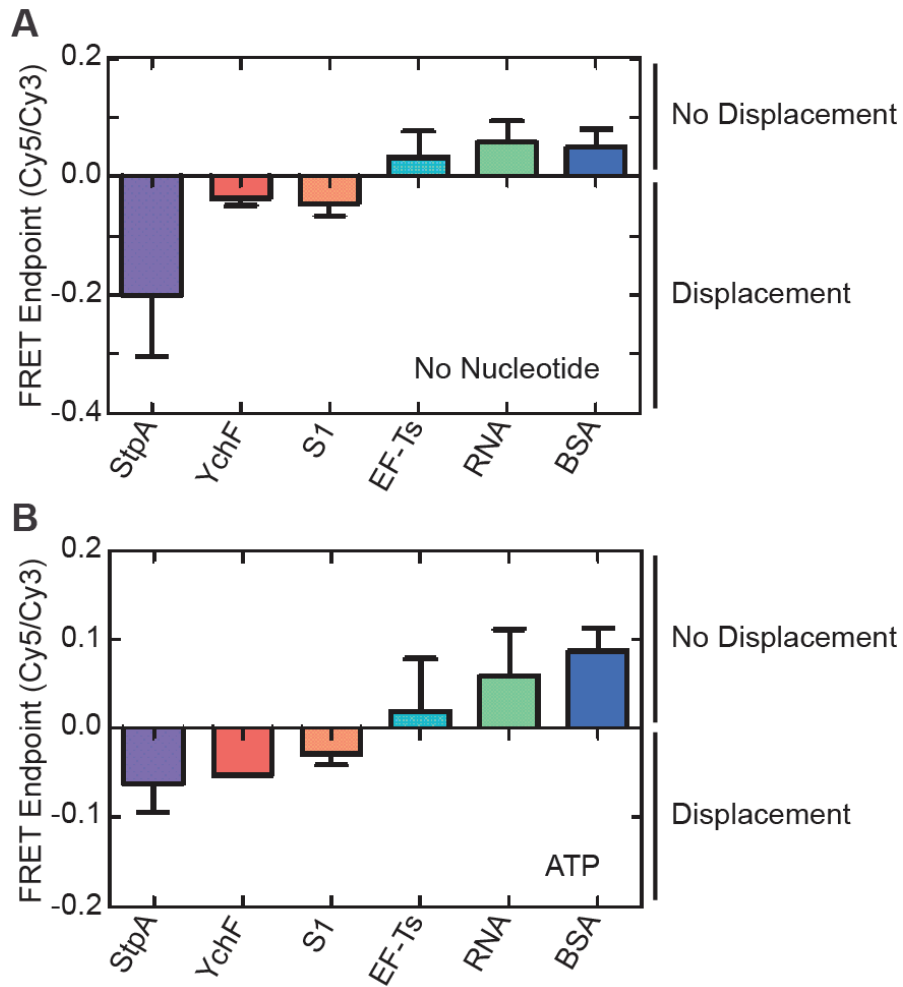 A
FRET Endpoint (Cy5/Cy3)
0.2
0.0
-0.2
-0.4
No Displacement
Displacement
No Nucleotide
StpA
YchF
S1
EF-Ts
RNA
BSA
B
FRET Endpoint (Cy5/Cy3)
0.2
0.1
0.0
-0.1
-0.2
No Displacement
Displacement
ATP
StpA
YchF
S1
EF-Ts
RNA
BSA